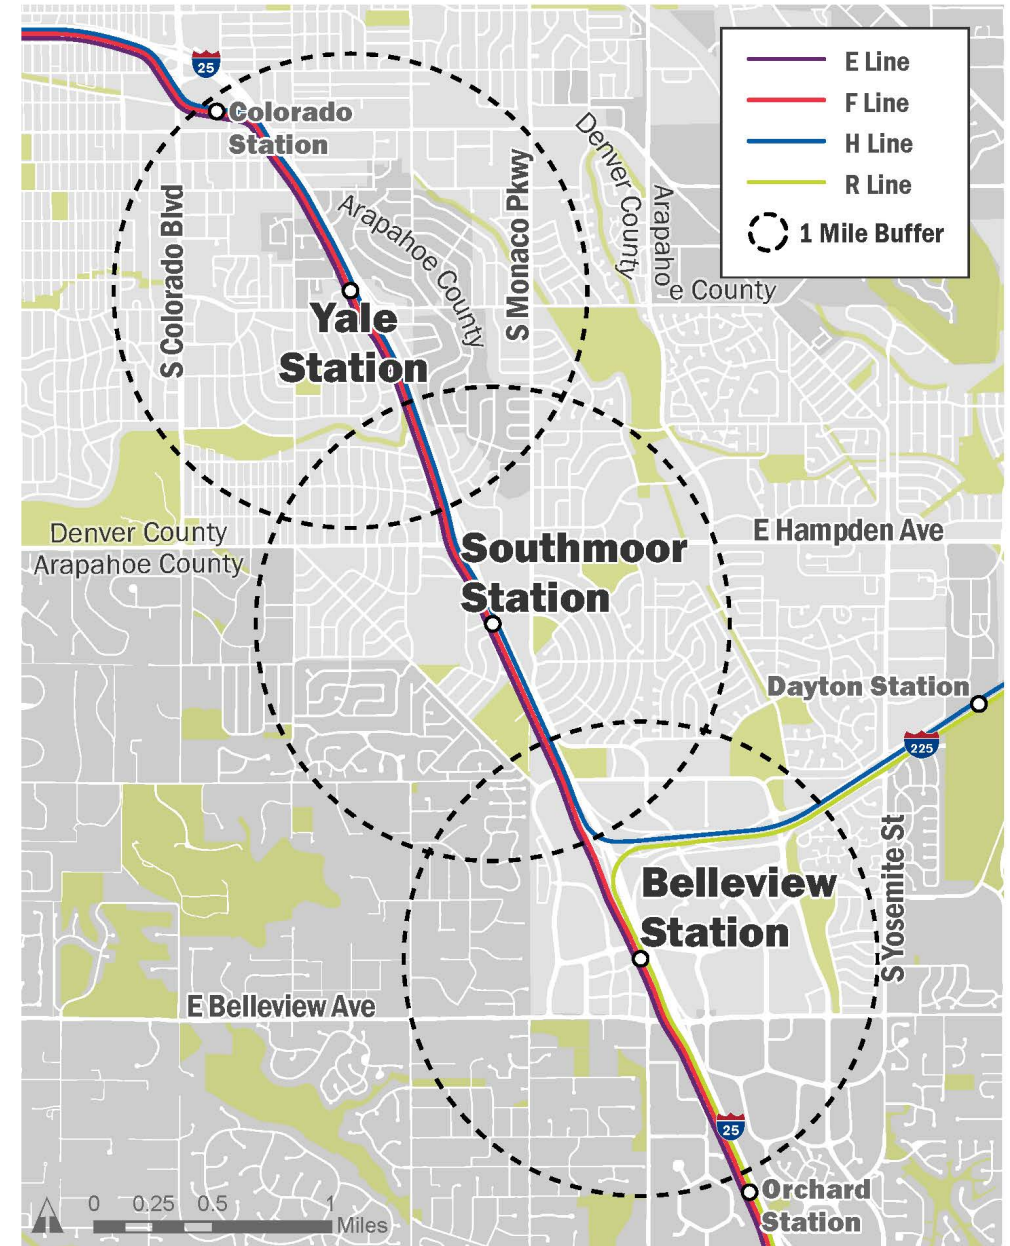 25
E Line
F Line
H Line
R Line
1 Mile Buffer
Colorado
Station
Denver County
Arapahoe County
S Colorado Blvd
Arapahoe County
S Monaco Pkwy
Yale
Station
Denver County
Arapahoe County
E Hampden Ave
Southmoor
Station
Dayton Station
225
S Yosemite St
Belleview
Station
E Belleview Ave
25
Orchard
Station
0 0.25 0.5 1
Miles